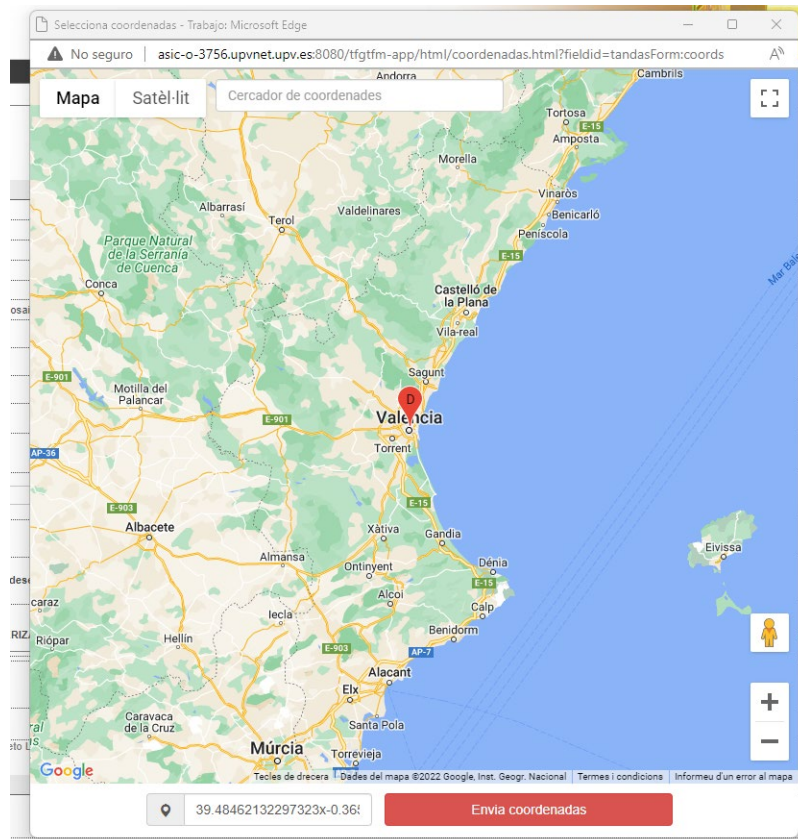 Selecciona coordenadas - Trabajo: Microsoft Edge
No seguro | asic-o-3756.upvnet.upv.es:8080/tfgtfm-app/html/coordenadas.html?fieldid=tandasForm:coords
Mapa Satèl·lit Cercador de coordenades
Andorra
Cambrils
Tortosa
E-15
Amposta
Morella
Vinaròs
Benicarló
Peníscola
Albarrasí
Valdelinares
Terol
Parque Natural
de la Serranía
de Cuenca
E-15
Mar Bale
Conca
Castelló de
la Plana
Vila-real
Sagunt
E-901
Motilla del
Palancar
D
València
E-901
Torrent
AP-36
E-903
E-15
Albacete
Xàtiva
Gandia
Eivissa
Almansa
Ontinyent
Dénia
E-15
Alcoi
Calp
caraz
Iecla
Benidorm
Riópar
Hellín
E-903
AP-7
Alacant
Elx
Caravaca
de la Cruz
Santa Pola
Múrcia
Torrevieja
Google
Tecles de drecera Dades del mapa ©2022 Google, Inst. Geogr. Nacional Termes i condicions Informeu d'un error al mapa
39.48462132297323x-0.365
Envia coordenadas